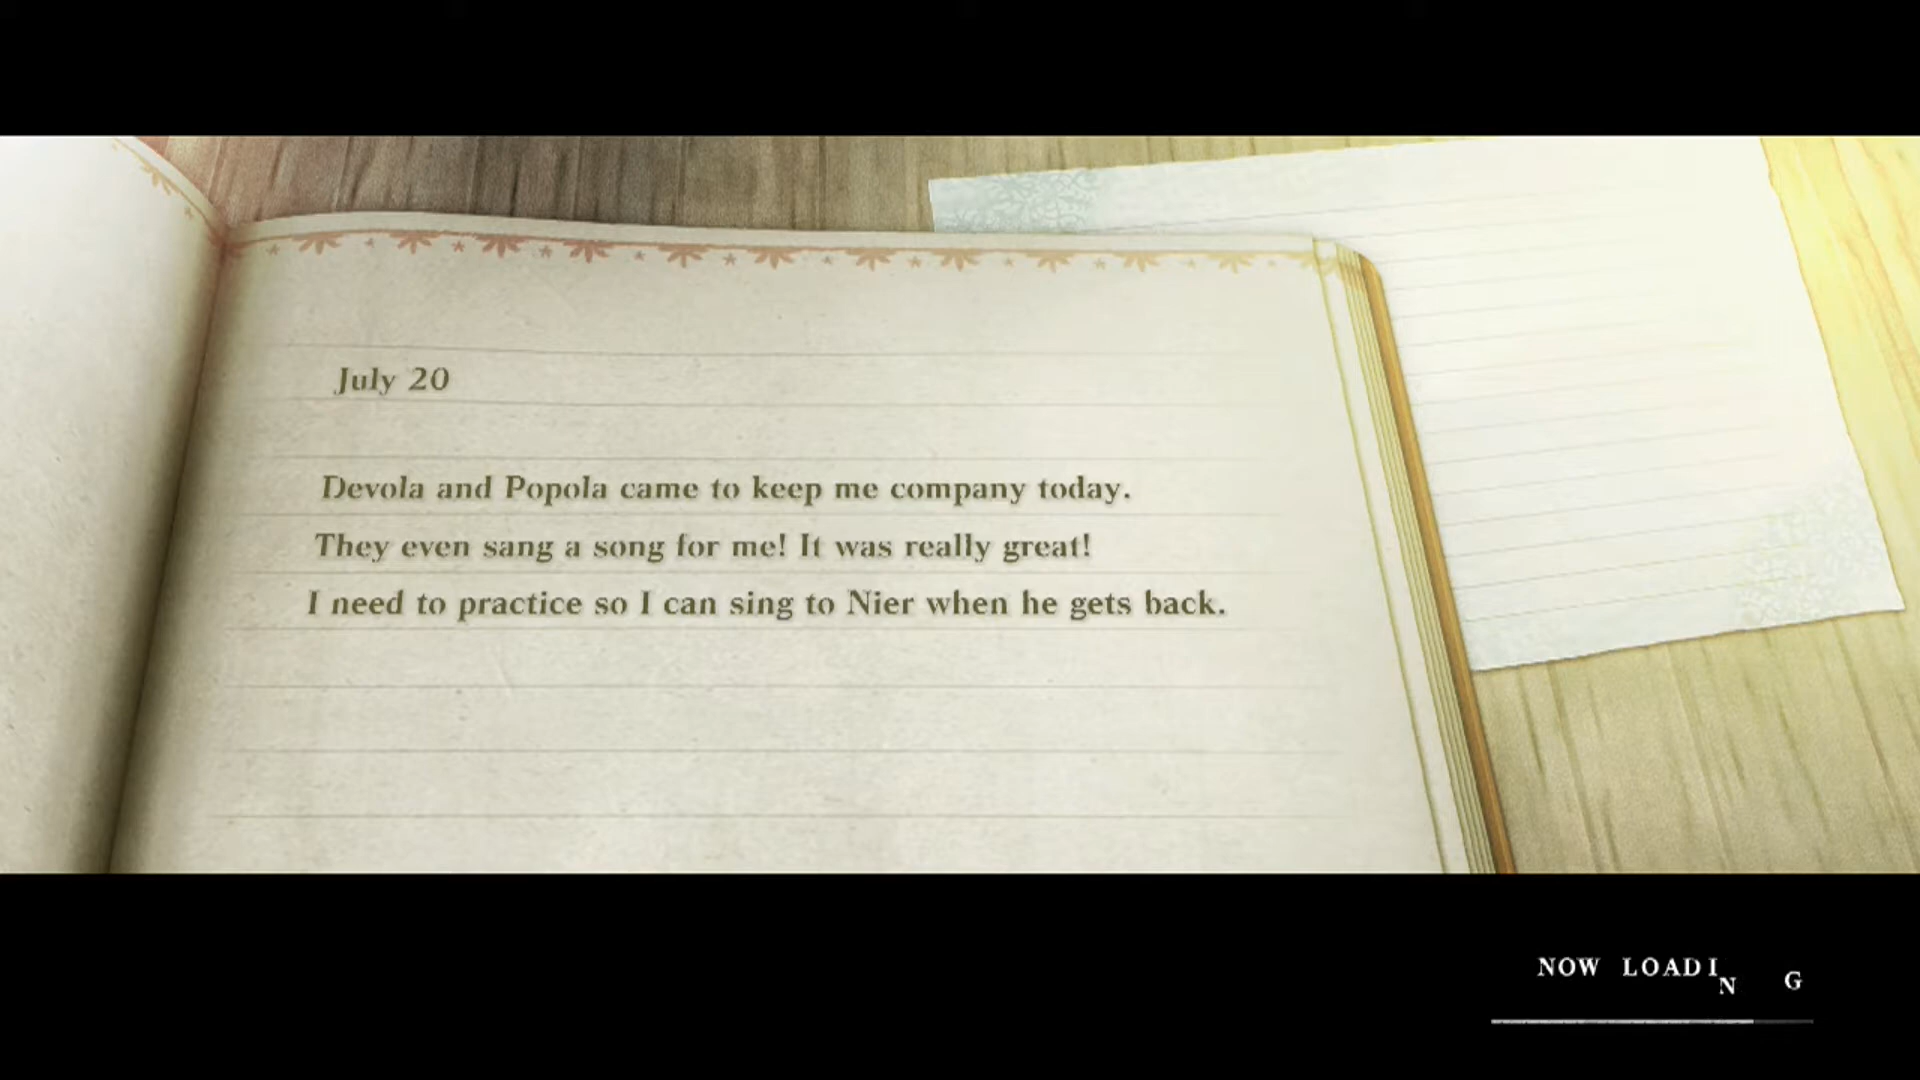 July 20
Devola and Popola came to keep me company today.
They even sang a song for me! It was really great!
I need to practice so I can sing to Nier when he gets back.
NOW LOADING